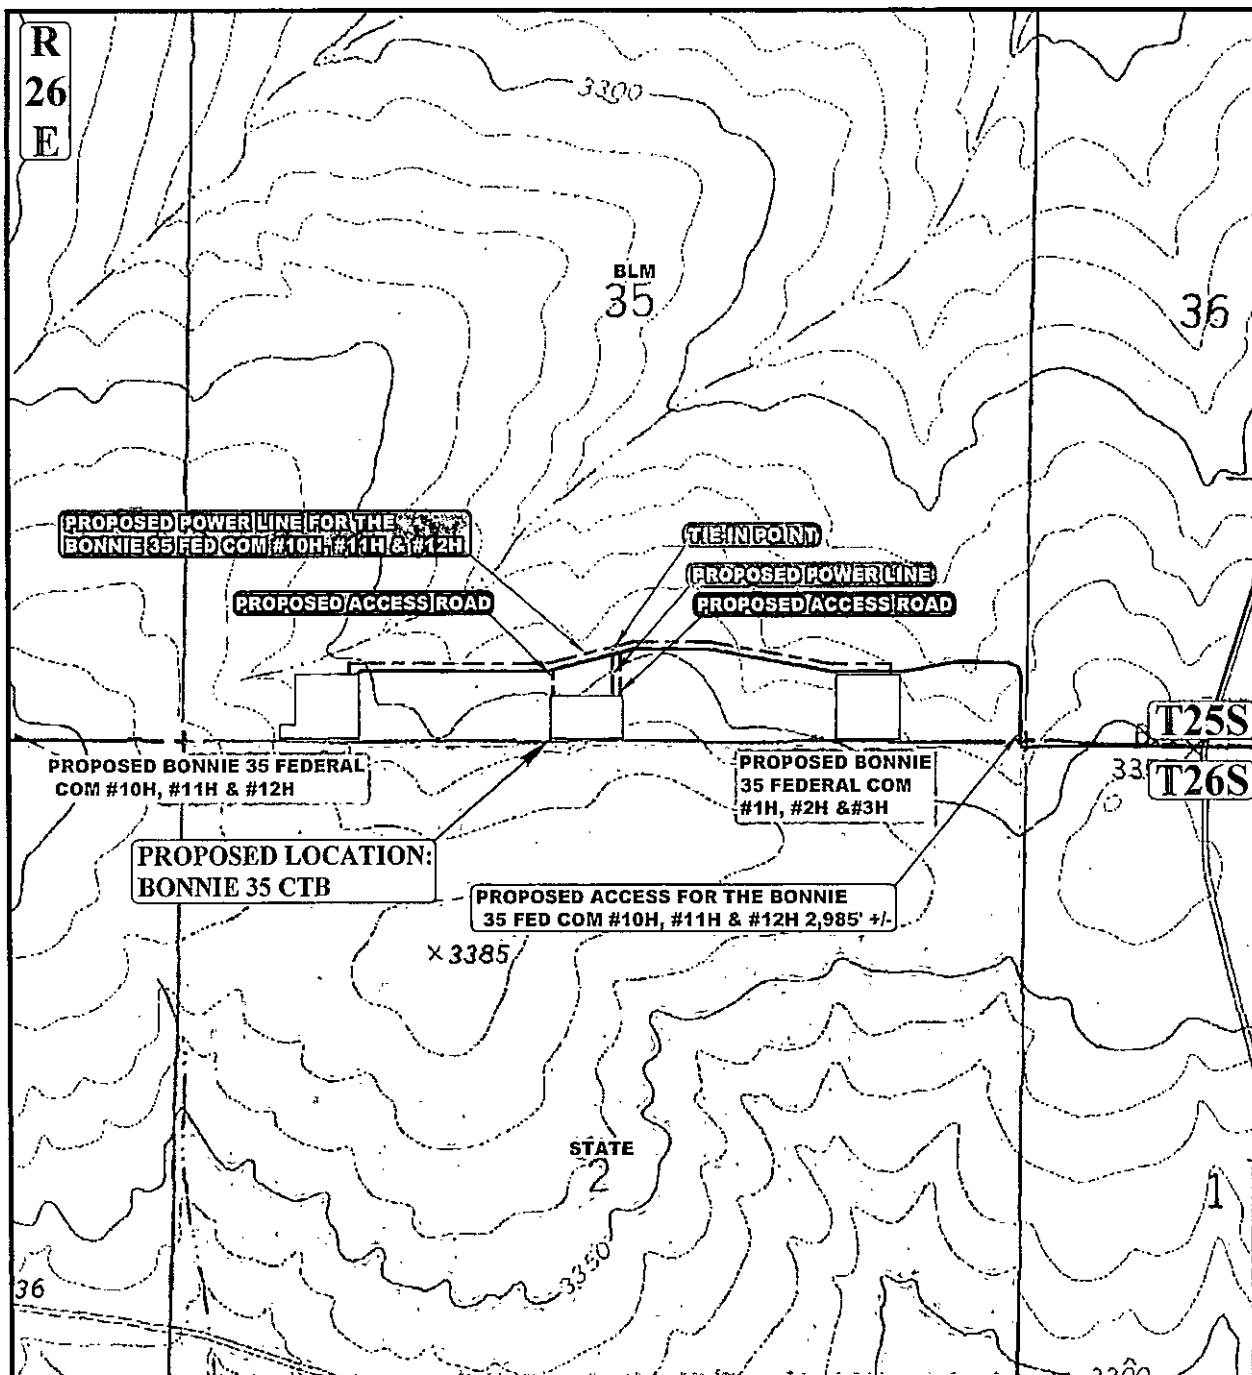 R
26
E
3300
BLM
35
36
PROPOSED POWER LINE FOR THE
BONNIE 35 FED COM #10H, #11H & #12H
TIE IN POINT
PROPOSED POWER LINE
PROPOSED ACCESS ROAD
PROPOSED ACCESS ROAD
T25S
T26S
PROPOSED BONNIE 35 FEDERAL
COM #10H, #11H & #12H
PROPOSED BONNIE
35 FEDERAL COM
#1H, #2H &#3H
PROPOSED LOCATION:
BONNIE 35 CTB
PROPOSED ACCESS FOR THE BONNIE
35 FED COM #10H, #11H & #12H 2,985' +/-
×3385
STATE
2
1
3350
36